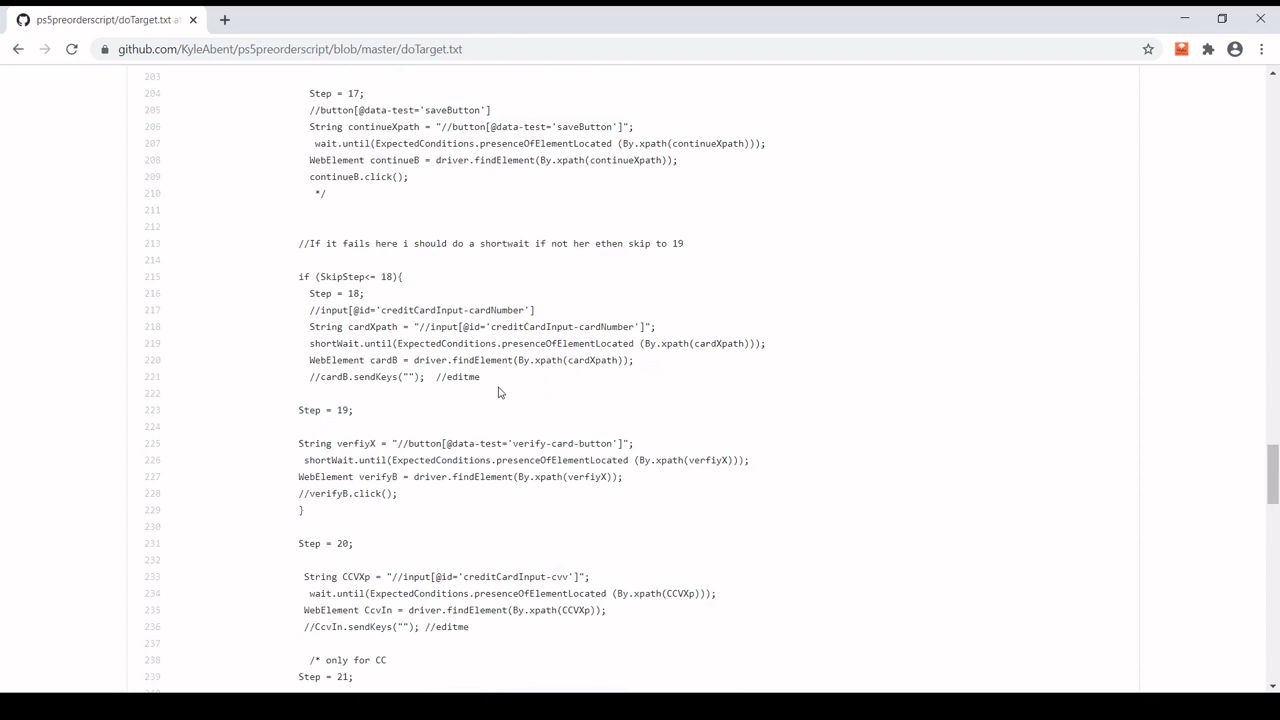 ps5preorderscript/doTarget.txt at
github.com/KyleAbent/ps5preorderscript/blob/master/doTarget.txt
203
204 Step = 17;
205 //button[@data-test='saveButton']
206 String continueXpath = "//button[@data-test='saveButton']";
207 wait.until(ExpectedConditions.presenceOfElementLocated (By.xpath(continueXpath)));
208 WebElement continueB = driver.findElement(By.xpath(continueXpath));
209 continueB.click();
210 */
211
212
213 //If it fails here i should do a shortwait if not her ethen skip to 19
214
215 if (SkipStep<= 18){
216 Step = 18;
217 //input[@id='creditCardInput-cardNumber']
218 String cardXpath = "//input[@id='creditCardInput-cardNumber']";
219 shortWait.until(ExpectedConditions.presenceOfElementLocated (By.xpath(cardXpath)));
220 WebElement cardB = driver.findElement(By.xpath(cardXpath));
221 //cardB.sendKeys(""); //editme
222
223 Step = 19;
224
225 String verfiyX = "//button[@data-test='verify-card-button']";
226 shortWait.until(ExpectedConditions.presenceOfElementLocated (By.xpath(verfiyX)));
227 WebElement verifyB = driver.findElement(By.xpath(verfiyX));
228 //verifyB.click();
229 }
230
231 Step = 20;
232
233 String CCVXp = "//input[@id='creditCardInput-cvv']";
234 wait.until(ExpectedConditions.presenceOfElementLocated (By.xpath(CCVXp)));
235 WebElement CcvIn = driver.findElement(By.xpath(CCVXp));
236 //CcvIn.sendKeys(""); //editme
237
238 /* only for CC
239 Step = 21;